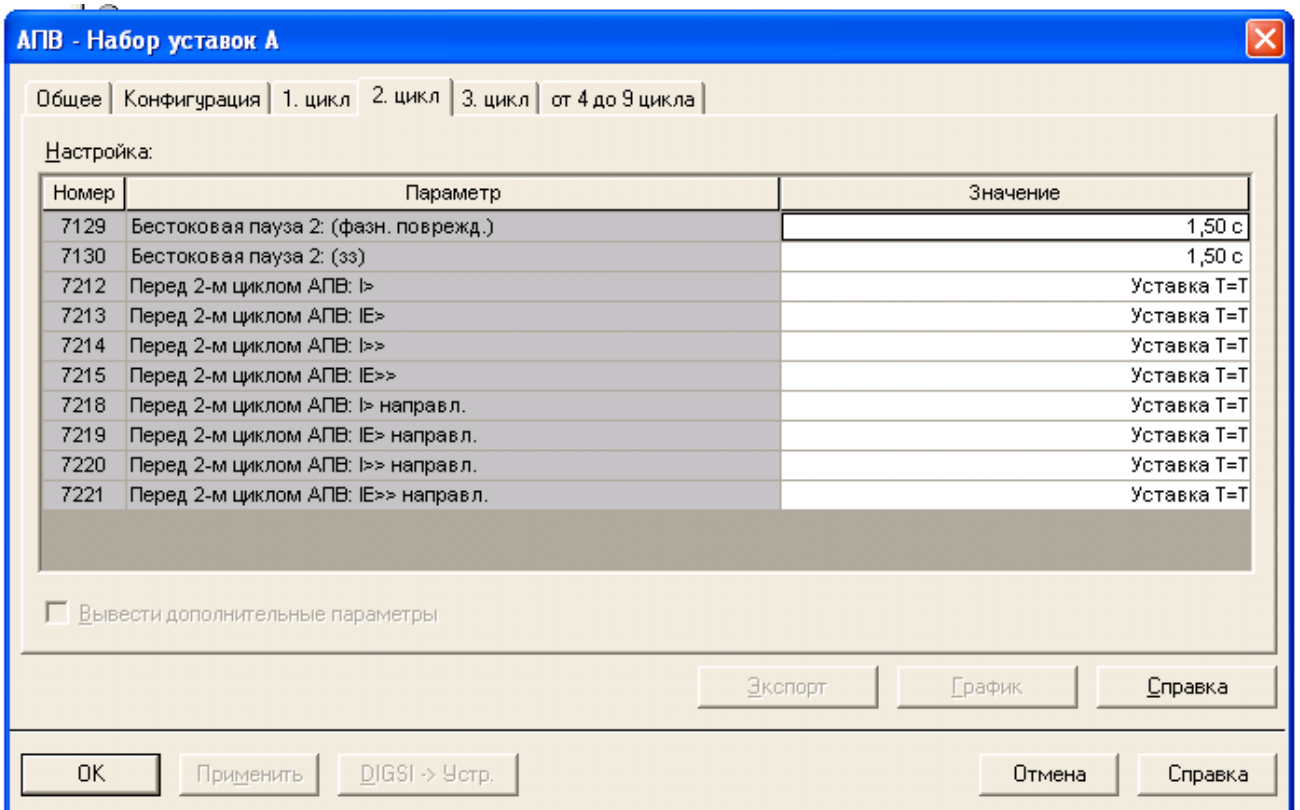 АПВ - Набор уставок А
Общее Конфигурация 1. цикл 2. цикл 3. цикл от 4 до 9 цикла
Настройка:
Номер Параметр Значение
7129 Бестоковая пауза 2: (фазн. поврежд.) 1,50 с
7130 Бестоковая пауза 2: (зз) 1,50 с
7212 Перед 2-м циклом АПВ: I> Уставка T=T
7213 Перед 2-м циклом АПВ: IE> Уставка T=T
7214 Перед 2-м циклом АПВ: I>> Уставка T=T
7215 Перед 2-м циклом АПВ: IE>> Уставка T=T
7218 Перед 2-м циклом АПВ: I> направл. Уставка T=T
7219 Перед 2-м циклом АПВ: IE> направл. Уставка T=T
7220 Перед 2-м циклом АПВ: I>> направл. Уставка T=T
7221 Перед 2-м циклом АПВ: IE>> направл. Уставка T=T
Вывести дополнительные параметры
Экспорт График Справка
OK Применить DIGSI -> Устр. Отмена Справка